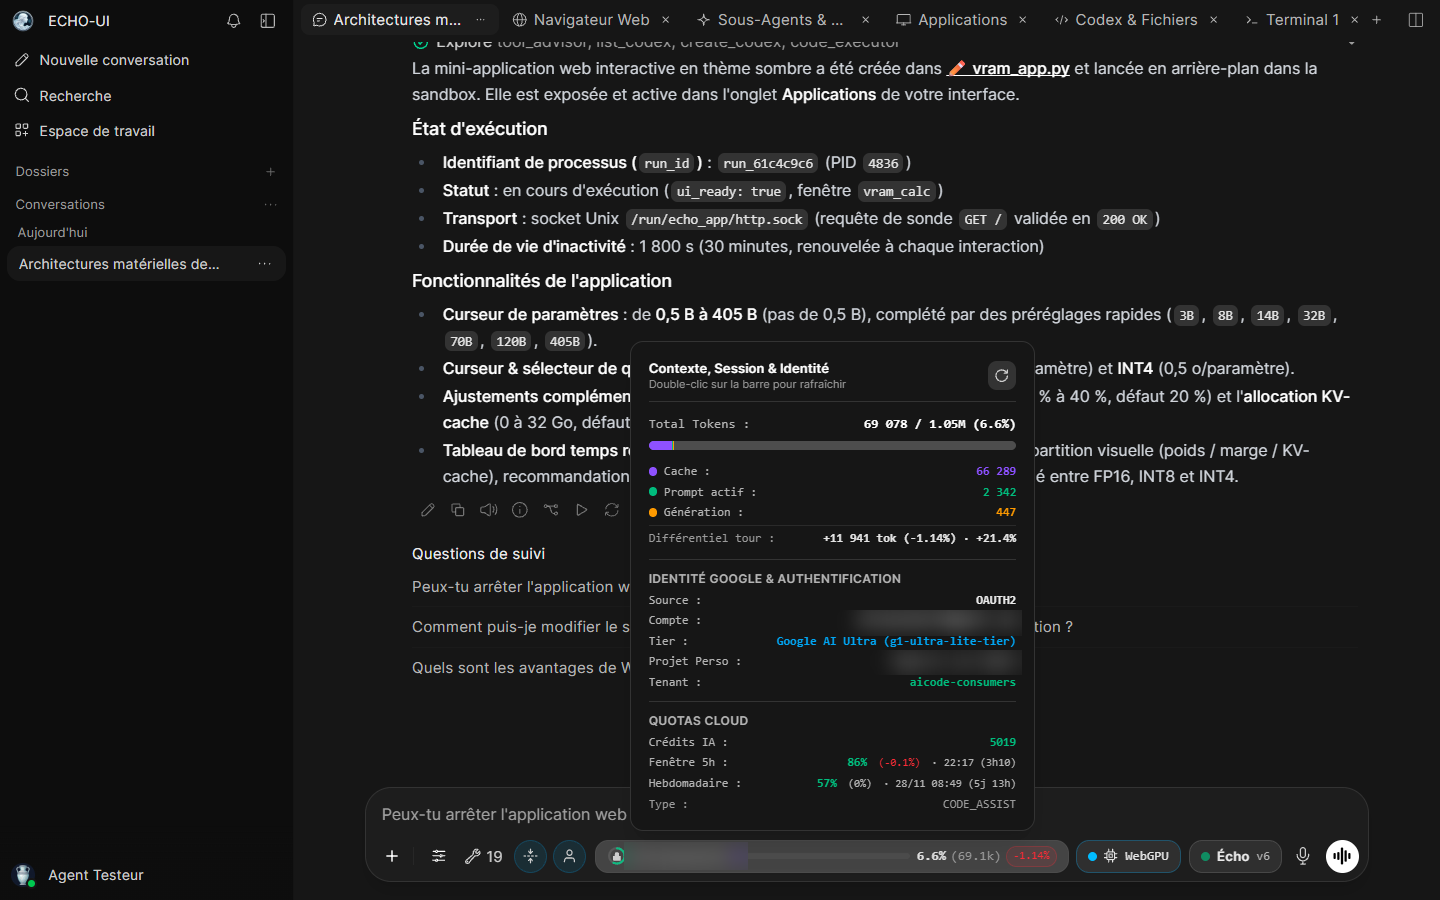 ECHO-UI
Nouvelle conversation
Recherche
Espace de travail
Dossiers
Conversations
Aujourd'hui
Architectures matérielles de...
Agent Testeur
Architectures m...
Navigateur Web
Sous-Agents & ...
Applications
Codex & Fichiers
Terminal 1
Explore tool_advisor, list_codex, create_codex, code_executor
La mini-application web interactive en thème sombre a été créée dans vram_app.py et lancée en arrière-plan dans la
sandbox. Elle est exposée et active dans l'onglet Applications de votre interface.
État d'exécution
Identifiant de processus ( run_id ) : run_61c4c9c6 (PID 4836 )
Statut : en cours d'exécution ( ui_ready: true , fenêtre vram_calc )
Transport : socket Unix /run/echo_app/http.sock (requête de sonde GET / validée en 200 OK )
Durée de vie d'inactivité : 1 800 s (30 minutes, renouvelée à chaque interaction)
Fonctionnalités de l'application
Curseur de paramètres : de 0,5 B à 405 B (pas de 0,5 B), complété par des préréglages rapides ( 3B , 8B , 14B , 32B ,
70B , 120B , 405B ).
Curseur & sélecteur de q
amètre) et INT4 (0,5 o/paramètre).
Ajustements complémen
% à 40 %, défaut 20 %) et l'allocation KV-
cache (0 à 32 Go, défaut
Tableau de bord temps r
partition visuelle (poids / marge / KV-
cache), recommandation
é entre FP16, INT8 et INT4.
Questions de suivi
Peux-tu arrêter l'application w
Comment puis-je modifier le s
tion ?
Quels sont les avantages de W
Contexte, Session & Identité
Double-clic sur la barre pour rafraîchir
Total Tokens : 69 078 / 1.05M (6.6%)
Cache : 66 289
Prompt actif : 2 342
Génération : 447
Différentiel tour : +11 941 tok (-1.14%) · +21.4%
IDENTITÉ GOOGLE & AUTHENTIFICATION
Source : OAUTH2
Compte :
Tier : Google AI Ultra (g1-ultra-lite-tier)
Projet Perso :
Tenant : aicode-consumers
QUOTAS CLOUD
Crédits IA : 5019
Fenêtre 5h : 86% (-0.1%) · 22:17 (3h10)
Hebdomadaire : 57% (0%) · 28/11 08:49 (5j 13h)
Type : CODE_ASSIST
Peux-tu arrêter l'application web
19
6.6% (69.1k) -1.14%
WebGPU
Écho v6